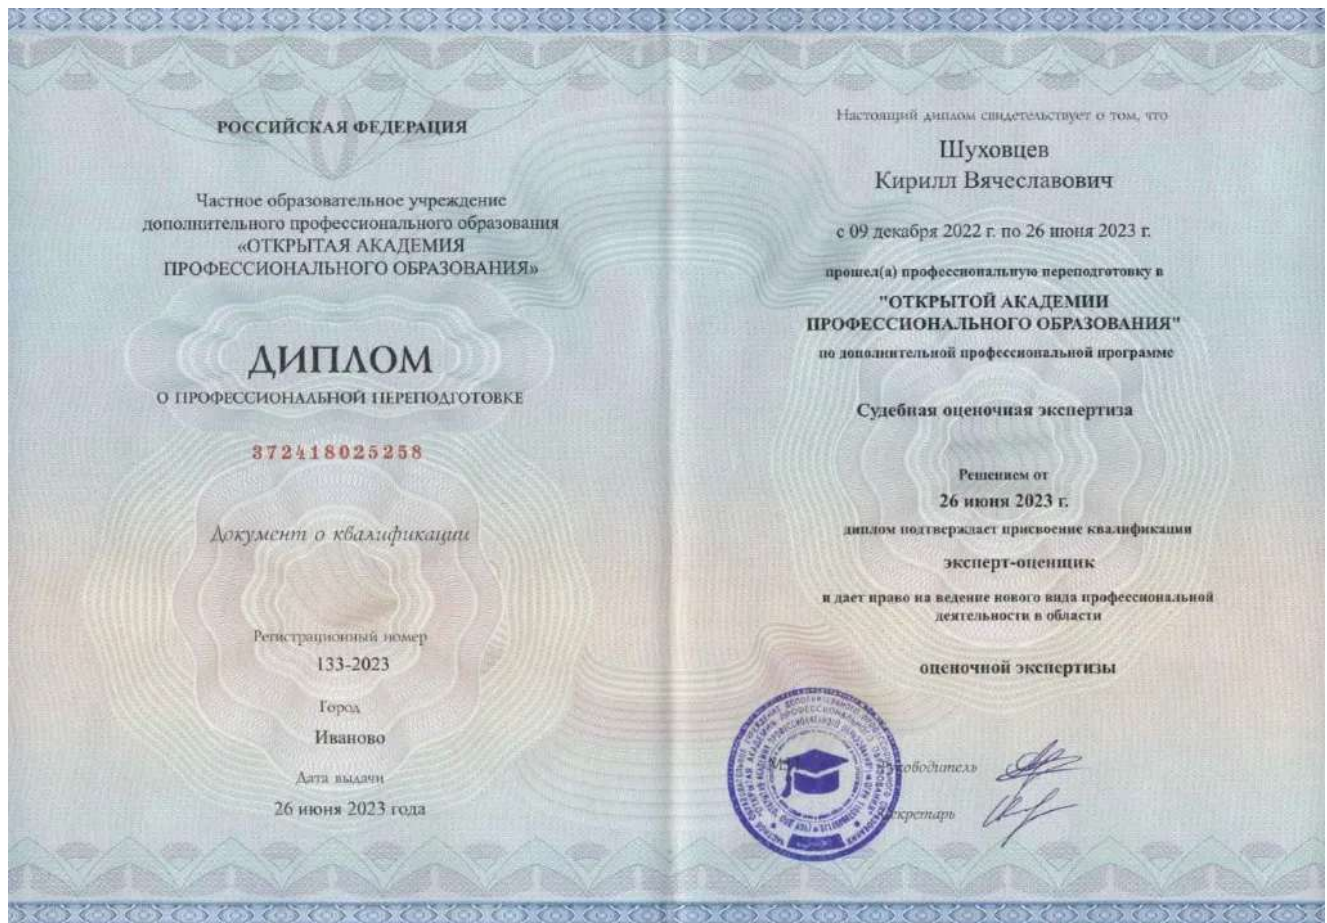 РОССИЙСКАЯ ФЕДЕРАЦИЯ
Частное образовательное учреждение
дополнительного профессионального образования
«ОТКРЫТАЯ АКАДЕМИЯ
ПРОФЕССИОНАЛЬНОГО ОБРАЗОВАНИЯ»
ДИПЛОМ
О ПРОФЕССИОНАЛЬНОЙ ПЕРЕПОДГОТОВКЕ
372418025258
Документ о квалификации
Регистрационный номер
133-2023
Город
Иваново
Дата выдачи
26 июня 2023 года
Настоящий диплом свидетельствует о том, что
Шуховцев
Кирилл Вячеславович
с 09 декабря 2022 г. по 26 июня 2023 г.
прошел(а) профессиональную переподготовку в
"ОТКРЫТОЙ АКАДЕМИИ
ПРОФЕССИОНАЛЬНОГО ОБРАЗОВАНИЯ"
по дополнительной профессиональной программе
Судебная оценочная экспертиза
Решением от
26 июня 2023 г.
диплом подтверждает присвоение квалификации
эксперт-оценщик
и дает право на ведение нового вида профессиональной
деятельности в области
оценочной экспертизы
Руководитель
Секретарь